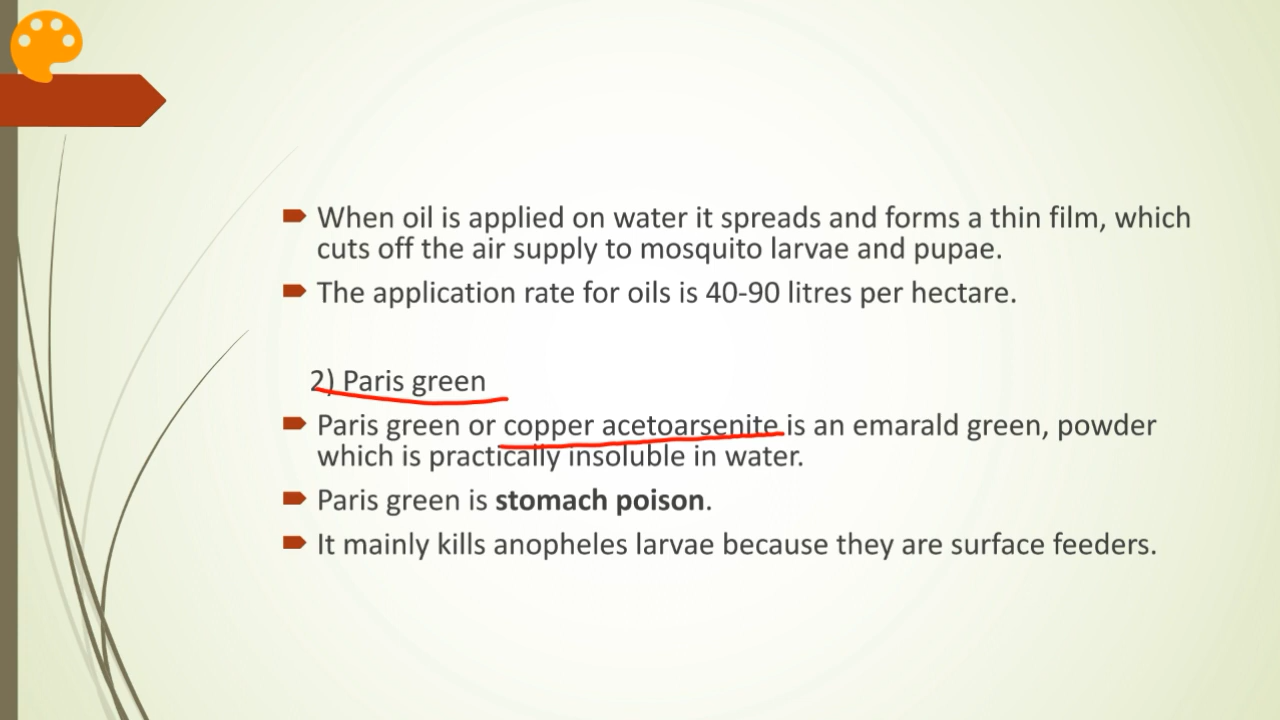 When oil is applied on water it spreads and forms a thin film, which
cuts off the air supply to mosquito larvae and pupae.
The application rate for oils is 40-90 litres per hectare.
2) Paris green
Paris green or copper acetoarsenite is an emarald green, powder
which is practically insoluble in water.
Paris green is stomach poison.
It mainly kills anopheles larvae because they are surface feeders.